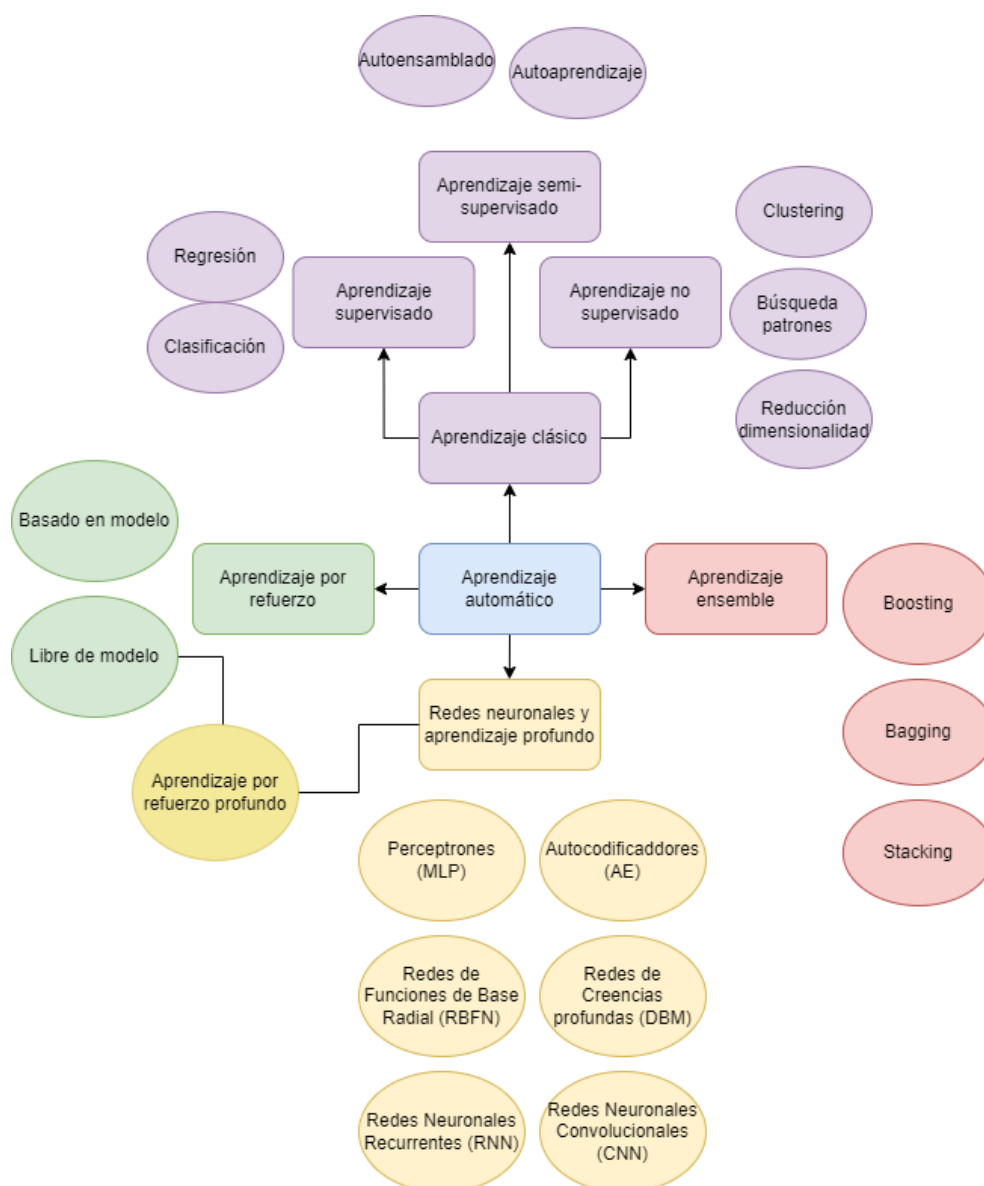 Autoensamblado
Autoaprendizaje
Aprendizaje semi-
supervisado
Clustering
Regresión
Aprendizaje
supervisado
Aprendizaje no
supervisado
Búsqueda
patrones
Clasificación
Reducción
dimensionalidad
Aprendizaje clásico
Basado en modelo
Aprendizaje por
refuerzo
Aprendizaje
automático
Aprendizaje
ensemble
Boosting
Libre de modelo
Redes neuronales y
aprendizaje profundo
Bagging
Aprendizaje por
refuerzo profundo
Perceptrones
(MLP)
Autocodificaddores
(AE)
Stacking
Redes de
Funciones de Base
Radial (RBFN)
Redes de
Creencias
profundas (DBM)
Redes Neuronales
Recurrentes (RNN)
Redes Neuronales
Convolucionales
(CNN)